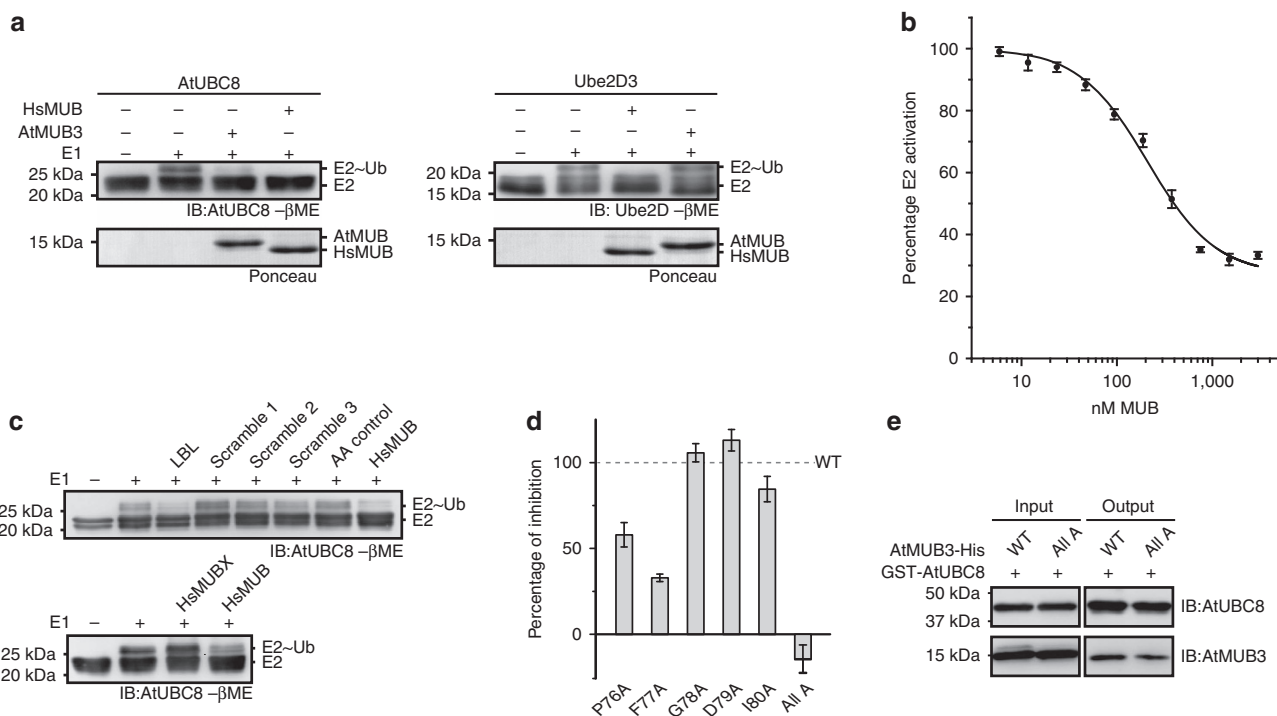 a
AtUBC8
HsMUB – – – +
AtMUB3 – – + –
E1 – + + +
25 kDa
20 kDa
E2~Ub
E2
IB:AtUBC8 –βME
15 kDa
AtMUB
HsMUB
Ponceau
Ube2D3
– – + –
– – – +
– + + +
20 kDa
15 kDa
E2~Ub
E2
IB: Ube2D –βME
15 kDa
AtMUB
HsMUB
Ponceau
b
Percentage E2 activation
100
80
60
40
20
0
10 100 1,000
nM MUB
c
LBL Scramble 1 Scramble 2 Scramble 3 AA control HsMUB
E1 – + + + + + + +
25 kDa
20 kDa
E2~Ub
E2
IB:AtUBC8 –βME
HsMUBX HsMUB
E1 – + + +
25 kDa
20 kDa
E2~Ub
E2
IB:AtUBC8 –βME
d
Percentage of inhibition
100
50
0
WT
P76A F77A G78A D79A I80A All A
e
Input Output
AtMUB3-His WT All A WT All A
GST-AtUBC8 + + + +
50 kDa
37 kDa
IB:AtUBC8
15 kDa
IB:AtMUB3